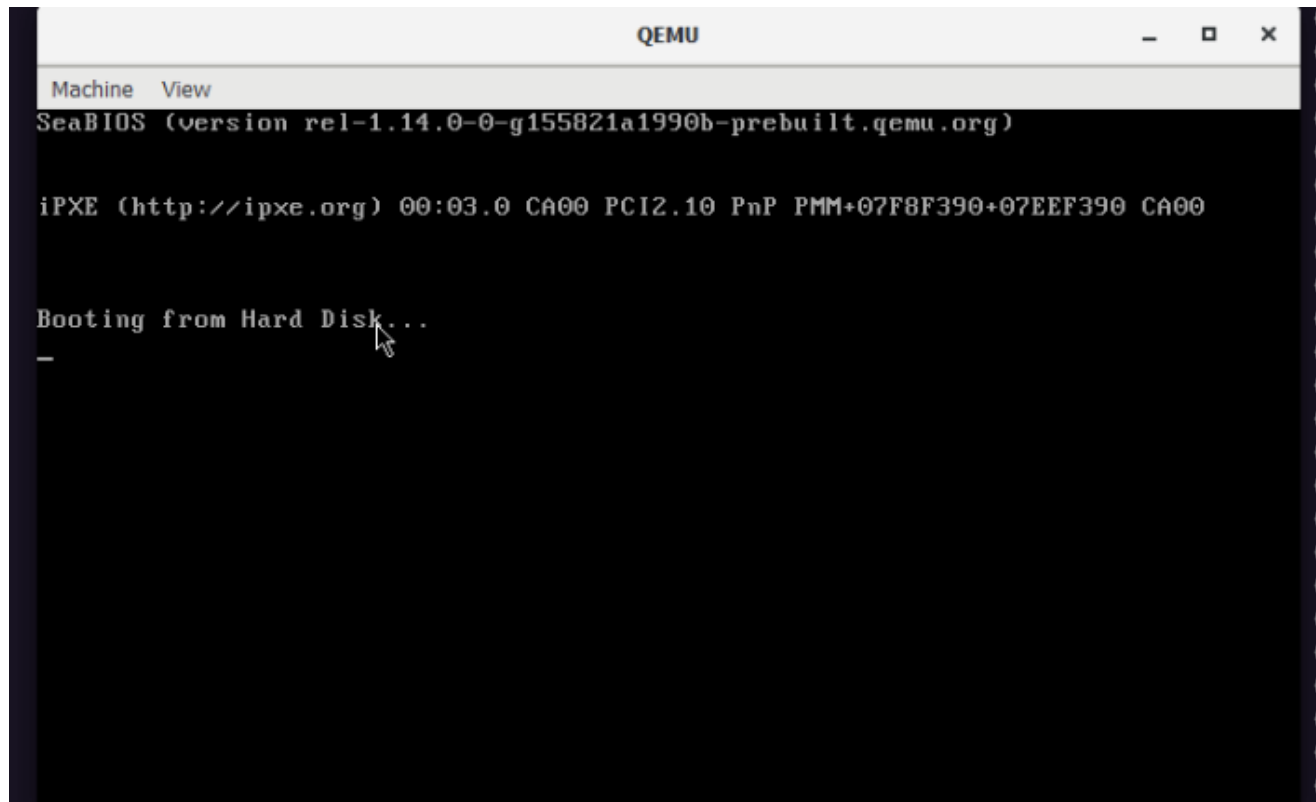 QEMU
Machine View
SeaBIOS (version rel-1.14.0-0-g155821a1990b-prebuilt.qemu.org)
iPXE (http://ipxe.org) 00:03.0 CA00 PCI2.10 PnP PMM+07F8F390+07EEF390 CA00
Booting from Hard Disk...
_